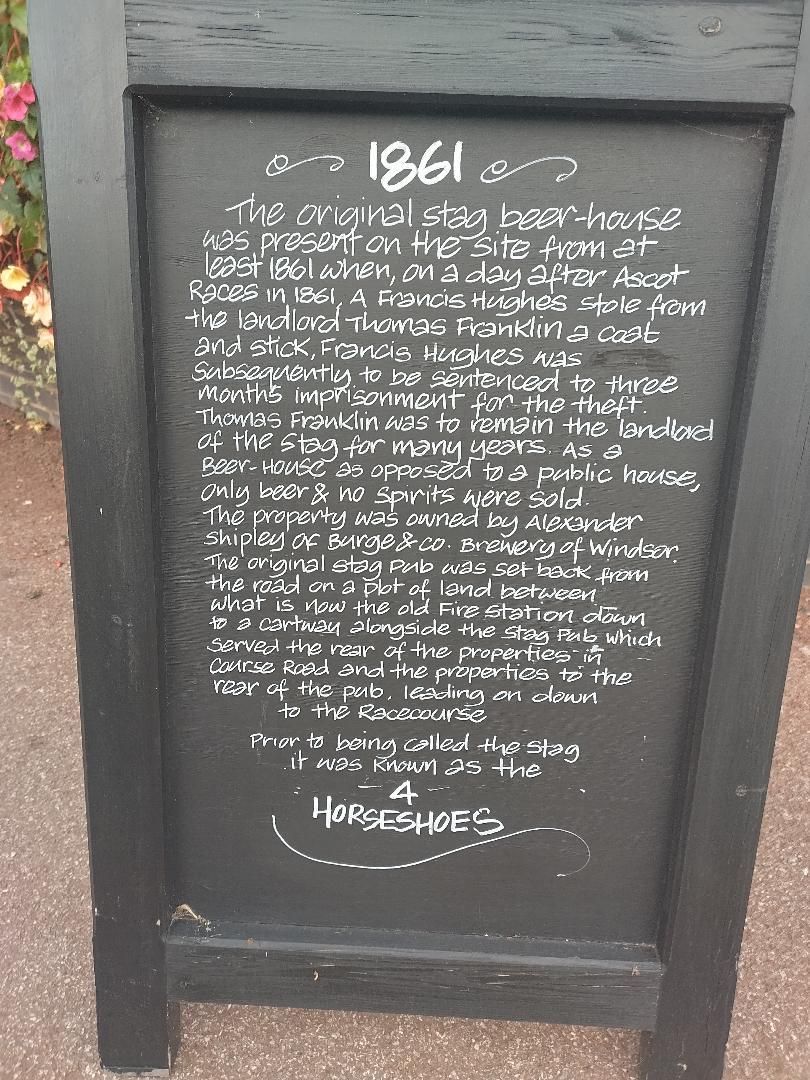 1861
The original stag beer-house
was present on the site from at
least 1861 when, on a day after Ascot
Races in 1861, A Francis Hughes stole from
the landlord Thomas Franklin a coat
and stick, Francis Hughes was
Subsequently to be sentenced to three
months imprisonment for the theft.
Thomas Franklin was to remain the landlord
of the Stag for many years. As a
Beer-House as opposed to a public house,
only beer & no spirits were sold.
The property was owned by Alexander
Shipley of Burge & co. Brewery of Windsor.
The original stag pub was set back from
the road on a plot of land between
what is now the old Fire station down
to a cartway alongside the Stag Pub which
served the rear of the properties in
Course Road and the properties to the
rear of the pub, leading on down
to the Racecourse
Prior to being called the Stag
it was known as the
4
HORSESHOES